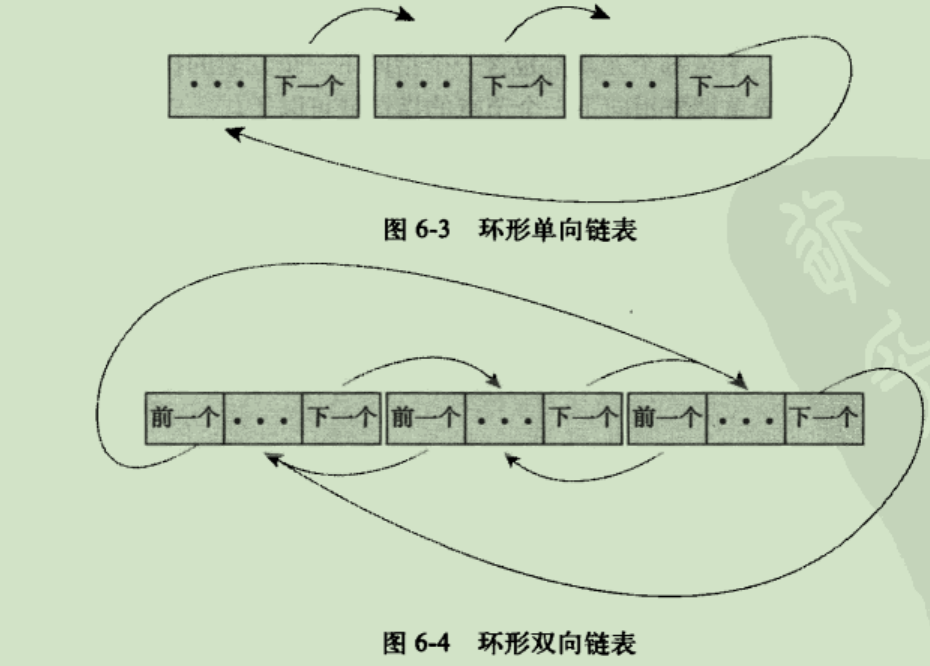 • • • 下一个 • • • 下一个 • • • 下一个
图 6-3 环形单向链表
前一个 • • • 下一个 前一个 • • • 下一个 前一个 • • • 下一个
图 6-4 环形双向链表